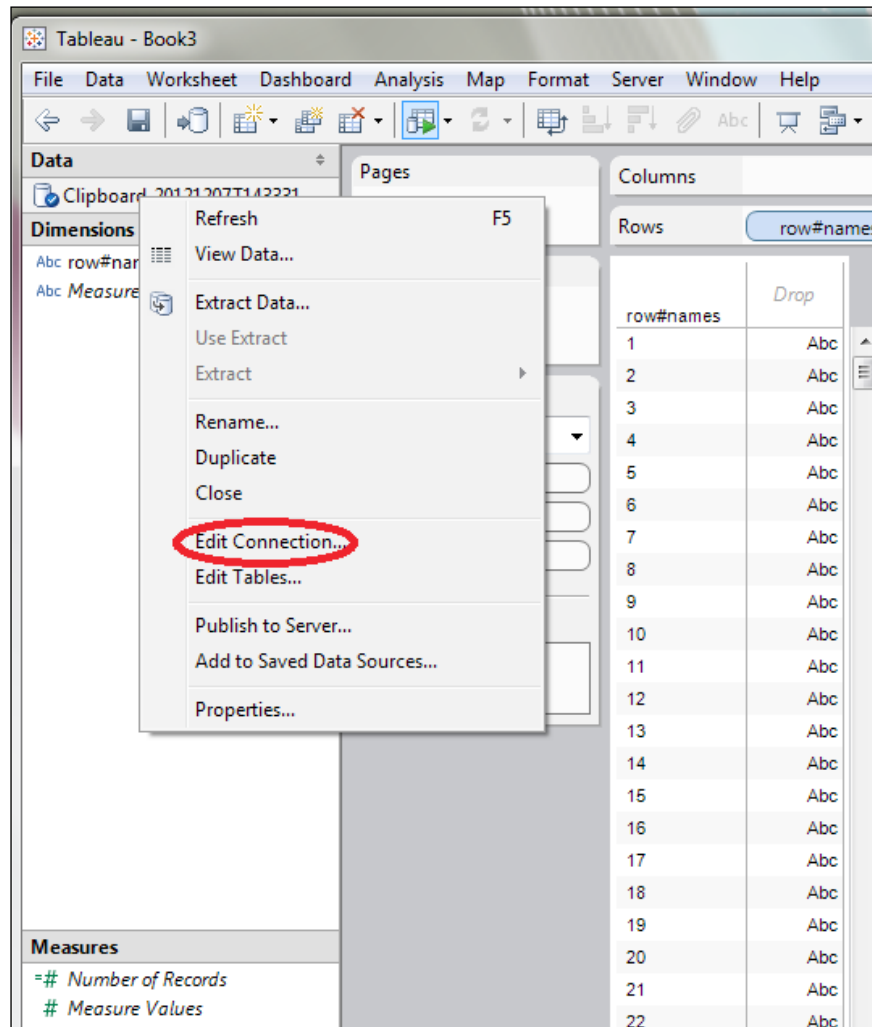 Tableau - Book3
File Data Worksheet Dashboard Analysis Map Format Server Window Help
Abc
Data
Clipboard_20121207T143331
Dimensions
Abc row#nar
Abc Measure
Refresh F5
View Data...
Extract Data...
Use Extract
Extract
Rename...
Duplicate
Close
Edit Connection...
Edit Tables...
Publish to Server...
Add to Saved Data Sources...
Properties...
Measures
=# Number of Records
# Measure Values
Pages
Columns
Rows row#names
Drop
row#names
1 Abc
2 Abc
3 Abc
4 Abc
5 Abc
6 Abc
7 Abc
8 Abc
9 Abc
10 Abc
11 Abc
12 Abc
13 Abc
14 Abc
15 Abc
16 Abc
17 Abc
18 Abc
19 Abc
20 Abc
21 Abc
22 Abc